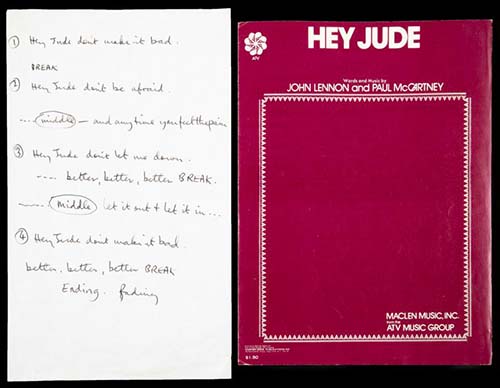 ① Hey Jude dont make it bad.
BREAK
② Hey Jude don't be afraid.
.... middle — and anytime you feel the pain
③ Hey Jude don't let me down.
.... better, better, better BREAK.
middle let it out & let it in ...
④ Hey Jude dont make it bad.
better, better, better BREAK
Ending. fading
ATV
HEY JUDE
Words and Music by
JOHN LENNON and PAUL McCARTNEY
MACLEN MUSIC, INC.
ATV MUSIC GROUP
$1.50